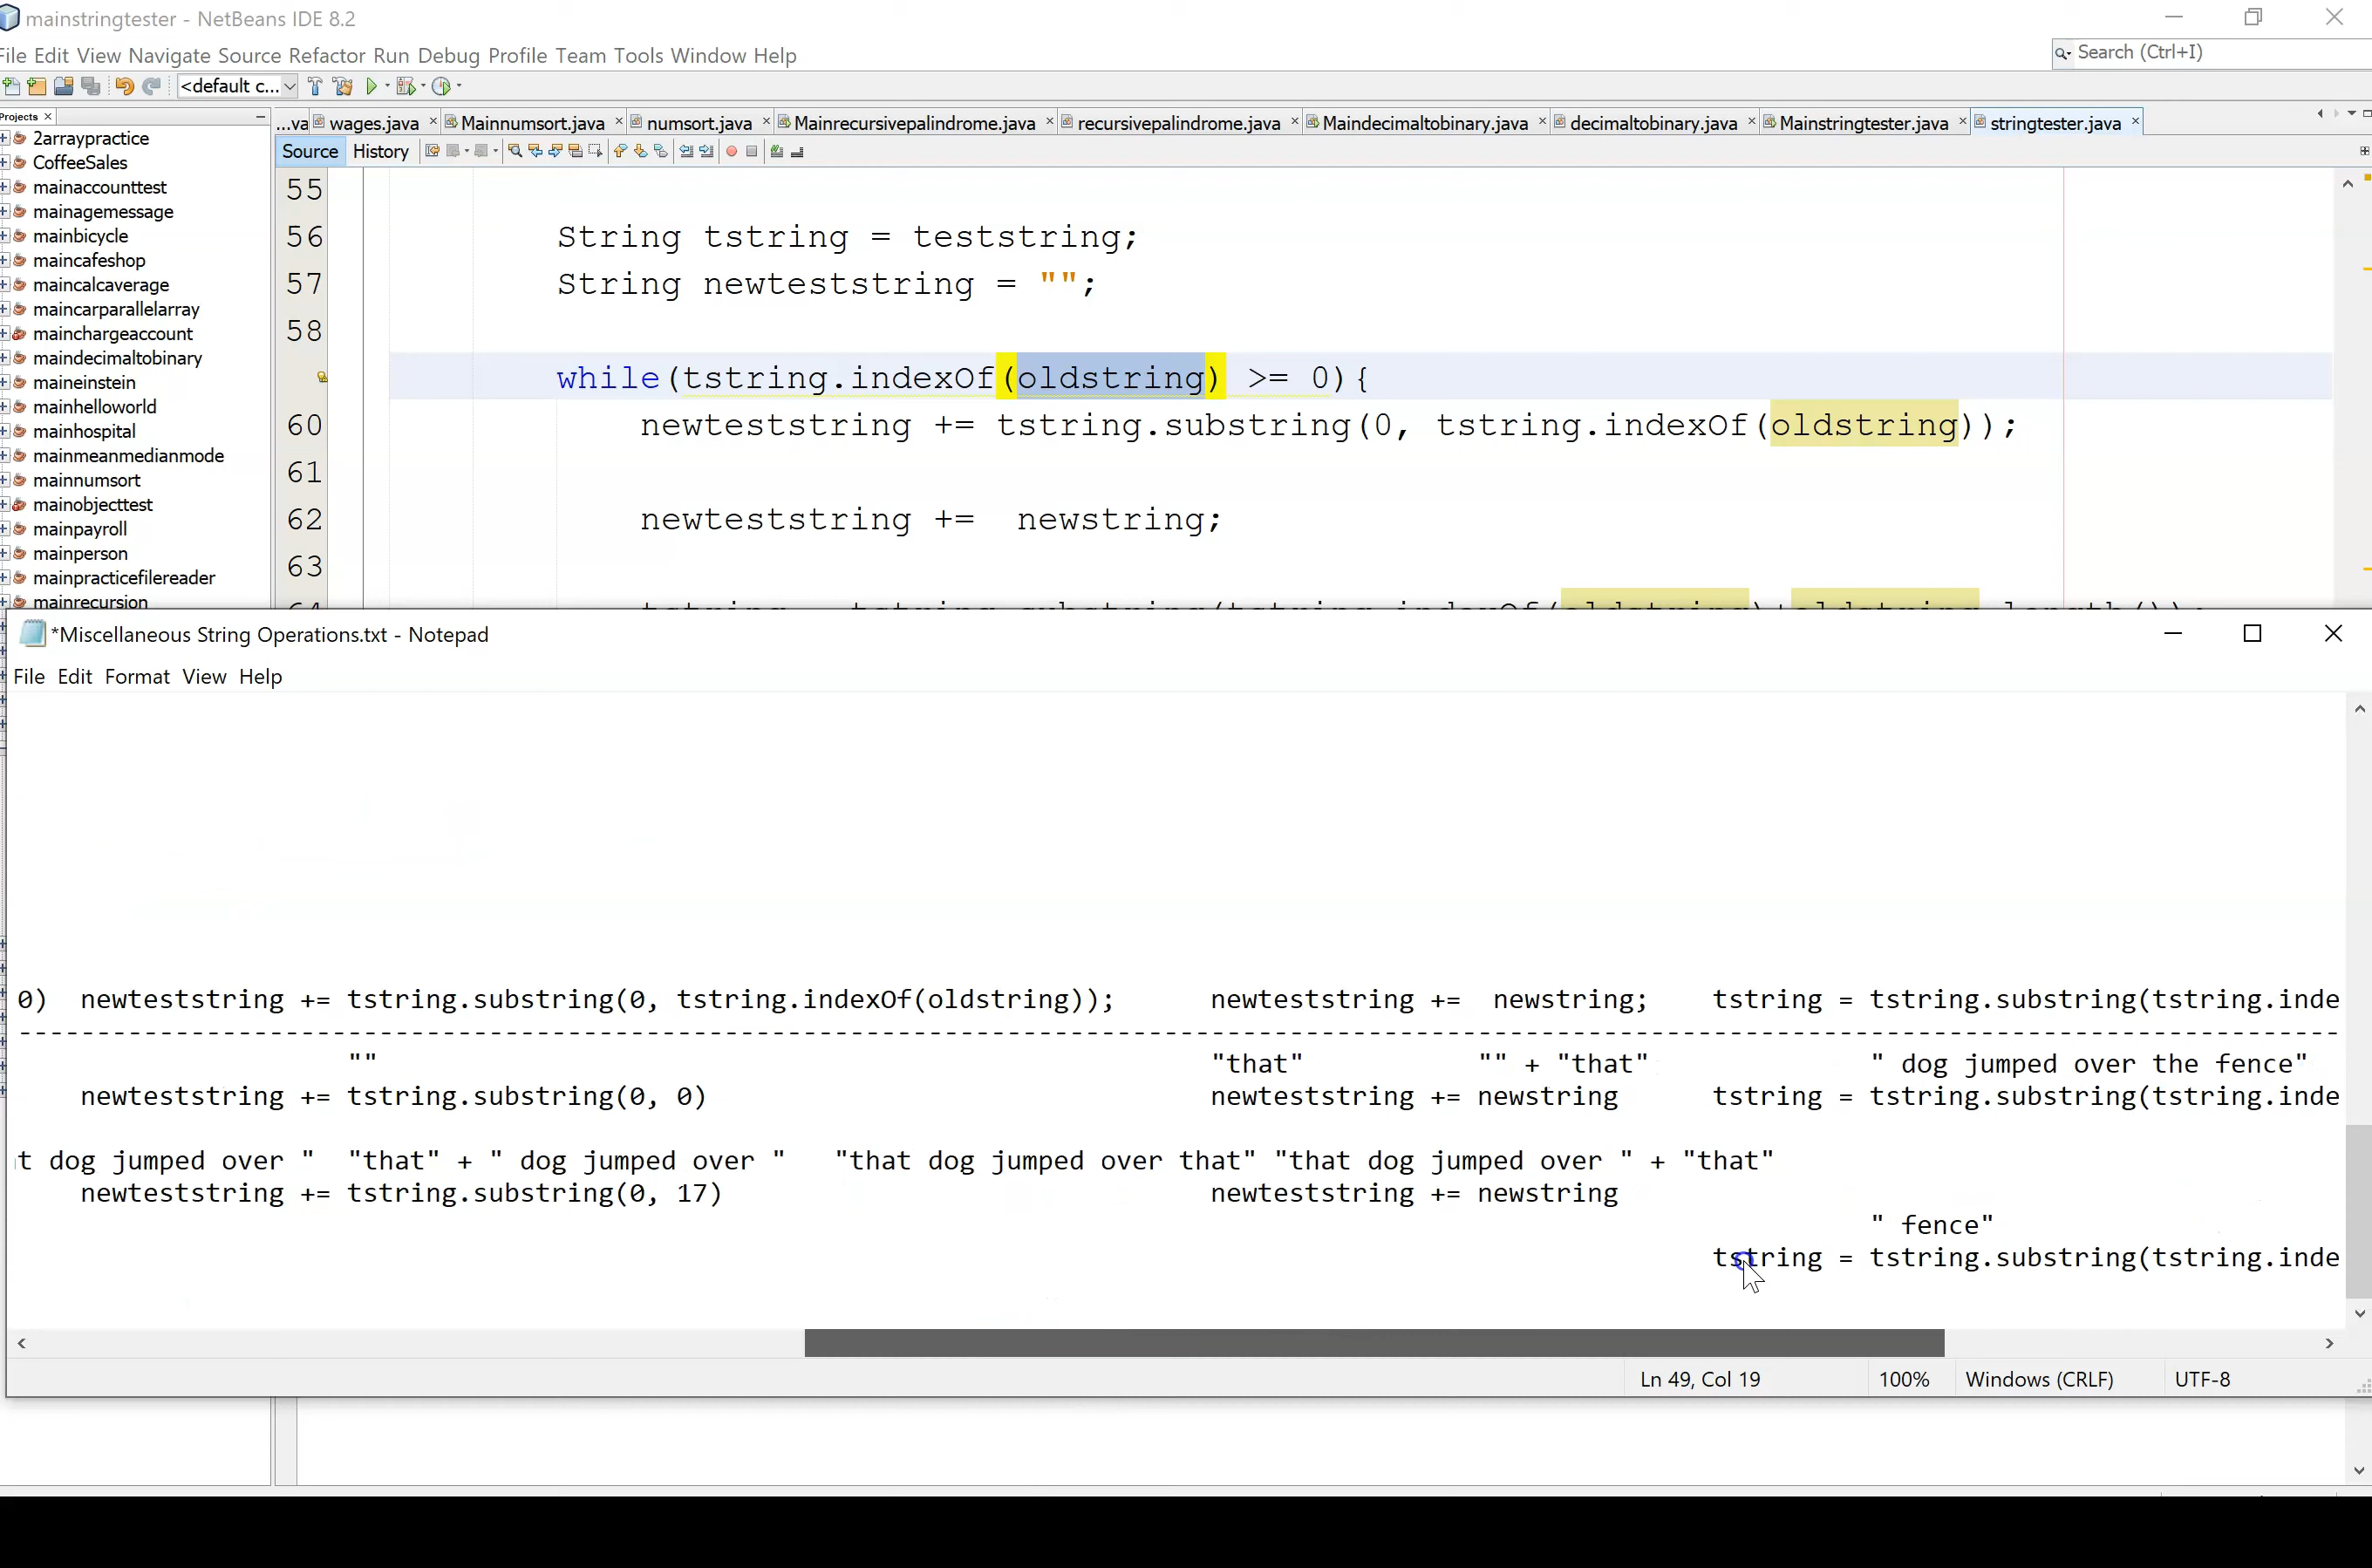 mainstringtester - NetBeans IDE 8.2
File Edit View Navigate Source Refactor Run Debug Profile Team Tools Window Help
Search (Ctrl+I)
<default c...
Projects
...va wages.java Mainnumsort.java numsort.java Mainrecursivepalindrome.java recursivepalindrome.java Maindecimaltobinary.java decimaltobinary.java Mainstringtester.java stringtester.java
Source History
2arraypractice
CoffeeSales
mainaccounttest
mainagemessage
mainbicycle
maincafeshop
maincalcaverage
maincarparallelarray
mainchargeaccount
maindecimaltobinary
maineinstein
mainhelloworld
mainhospital
mainmeanmedianmode
mainnumsort
mainobjecttest
mainpayroll
mainperson
mainpracticefilereader
mainrecursion
55
56 String tstring = teststring;
57 String newteststring = "";
58
while(tstring.indexOf(oldstring) >= 0){
60 newteststring += tstring.substring(0, tstring.indexOf(oldstring));
61
62 newteststring += newstring;
63
64 tstring = tstring.substring(tstring.indexOf(oldstring)+oldstring.length());
*Miscellaneous String Operations.txt - Notepad
File Edit Format View Help
0) newteststring += tstring.substring(0, tstring.indexOf(oldstring)); newteststring += newstring; tstring = tstring.substring(tstring.inde
------------------------------------------------------------------------------------------------------------------------------------------------------
"" "that" "" + "that" " dog jumped over the fence"
newteststring += tstring.substring(0, 0) newteststring += newstring tstring = tstring.substring(tstring.inde
t dog jumped over " "that" + " dog jumped over " "that dog jumped over that" "that dog jumped over " + "that"
newteststring += tstring.substring(0, 17) newteststring += newstring
" fence"
tstring = tstring.substring(tstring.inde
Ln 49, Col 19 100% Windows (CRLF) UTF-8